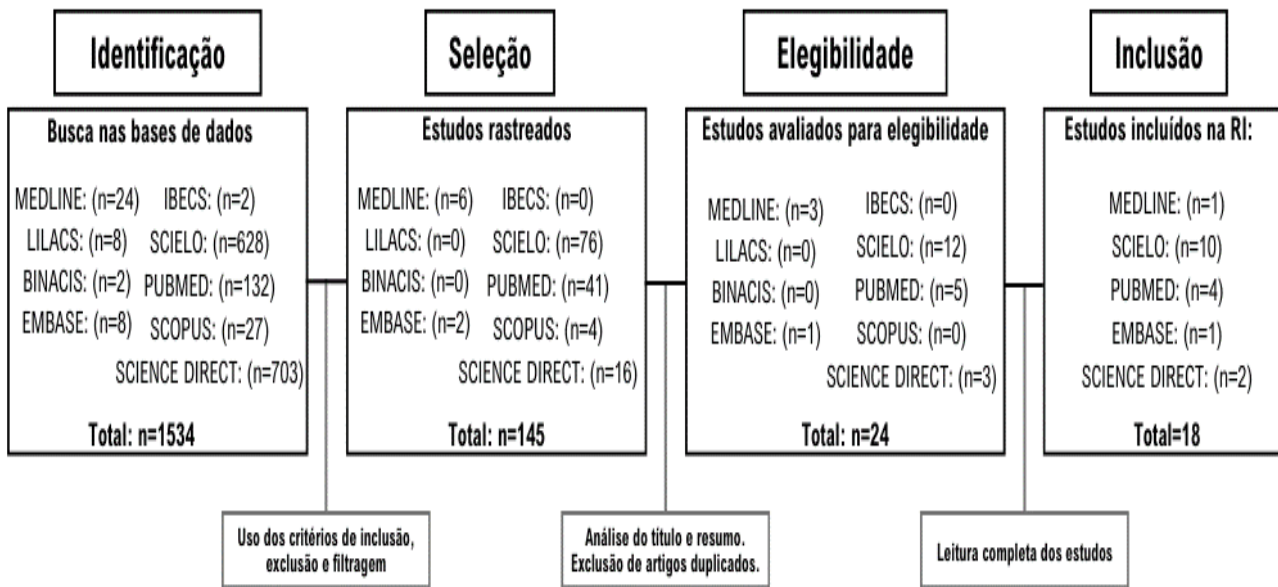 Identificação
Busca nas bases de dados
MEDLINE: (n=24) IBECS: (n=2)
LILACS: (n=8) SCIELO: (n=628)
BINACIS: (n=2) PUBMED: (n=132)
EMBASE: (n=8) SCOPUS: (n=27)
SCIENCE DIRECT: (n=703)
Total: n=1534
Uso dos critérios de inclusão,
exclusão e filtragem
Seleção
Estudos rastreados
MEDLINE: (n=6) IBECS: (n=0)
LILACS: (n=0) SCIELO: (n=76)
BINACIS: (n=0) PUBMED: (n=41)
EMBASE: (n=2) SCOPUS: (n=4)
SCIENCE DIRECT: (n=16)
Total: n=145
Análise do título e resumo.
Exclusão de artigos duplicados.
Elegibilidade
Estudos avaliados para elegibilidade
MEDLINE: (n=3) IBECS: (n=0)
LILACS: (n=0) SCIELO: (n=12)
BINACIS: (n=0) PUBMED: (n=5)
EMBASE: (n=1) SCOPUS: (n=0)
SCIENCE DIRECT: (n=3)
Total: n=24
Leitura completa dos estudos
Inclusão
Estudos incluídos na RI:
MEDLINE: (n=1)
SCIELO: (n=10)
PUBMED: (n=4)
EMBASE: (n=1)
SCIENCE DIRECT: (n=2)
Total=18